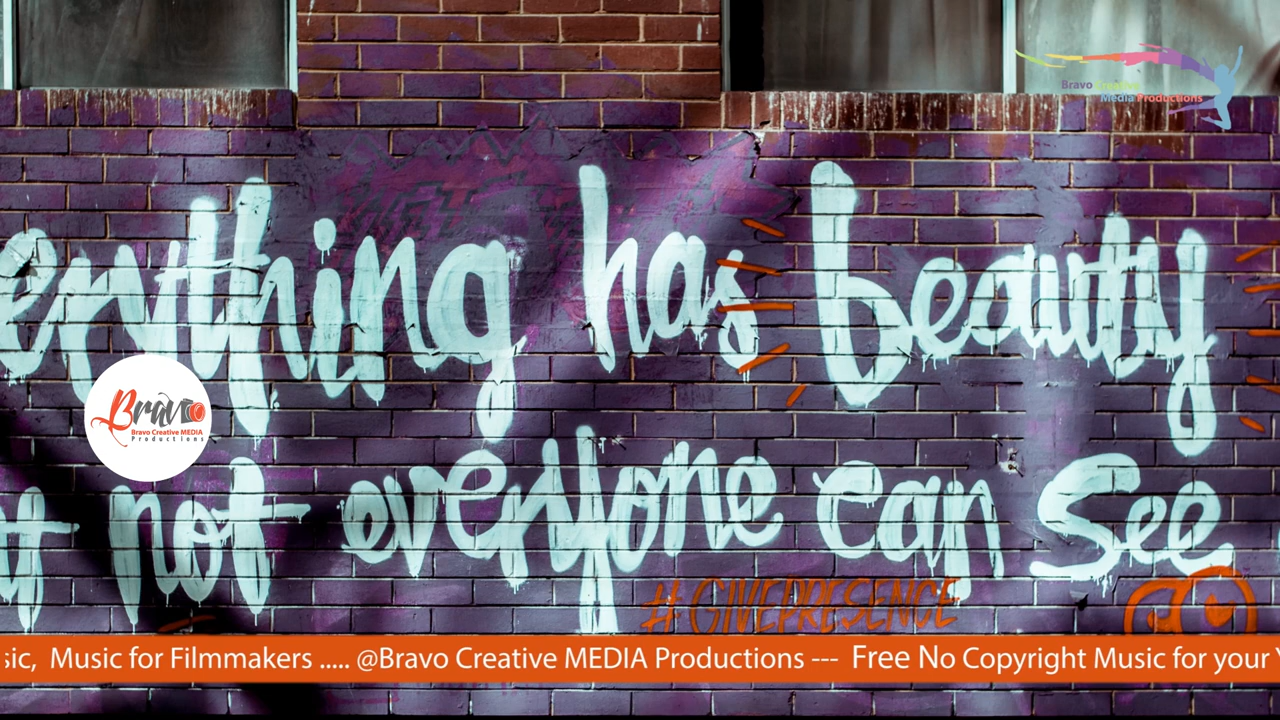 Bravo Creative
Media Productions
erything has beauty
Bravo
Bravo Creative MEDIA
Productions
t not everyone can see
#GIVEPRESENCE
sic, Music for Filmmakers ..... @Bravo Creative MEDIA Productions --- Free No Copyright Music for your Y